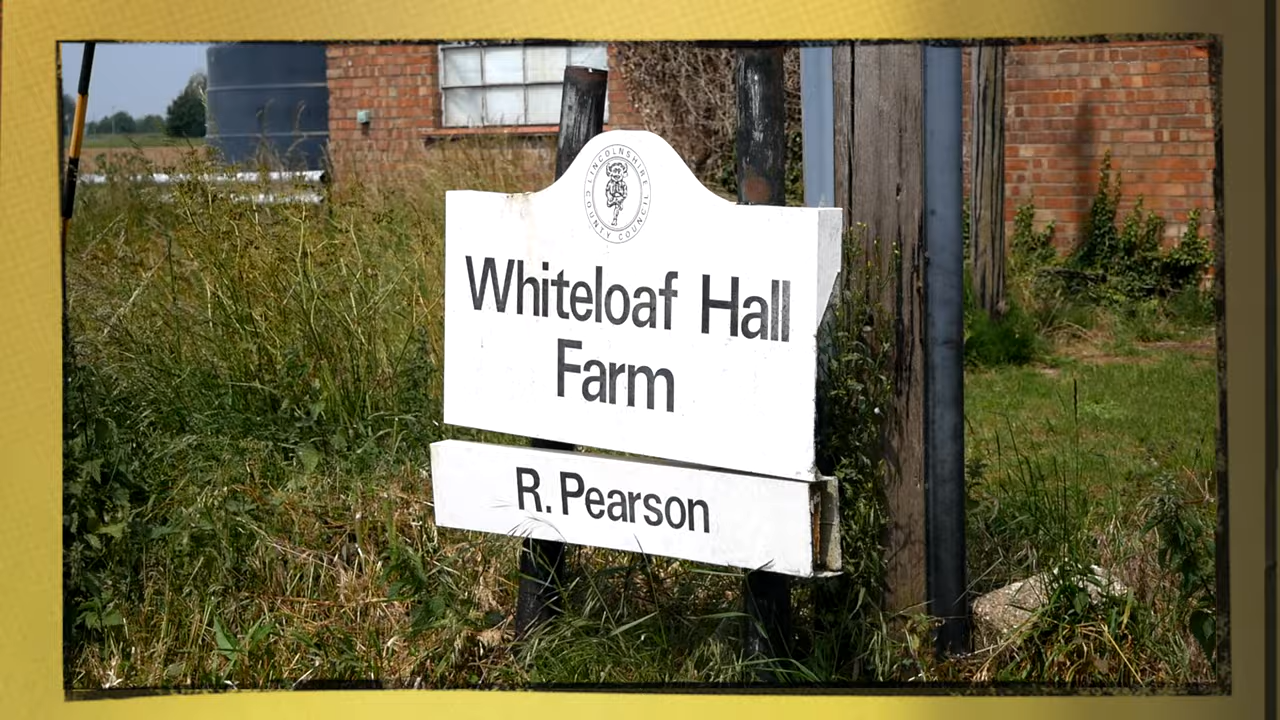 LINCOLNSHIRE
COUNTY COUNCIL
Whiteloaf Hall
Farm
R. Pearson